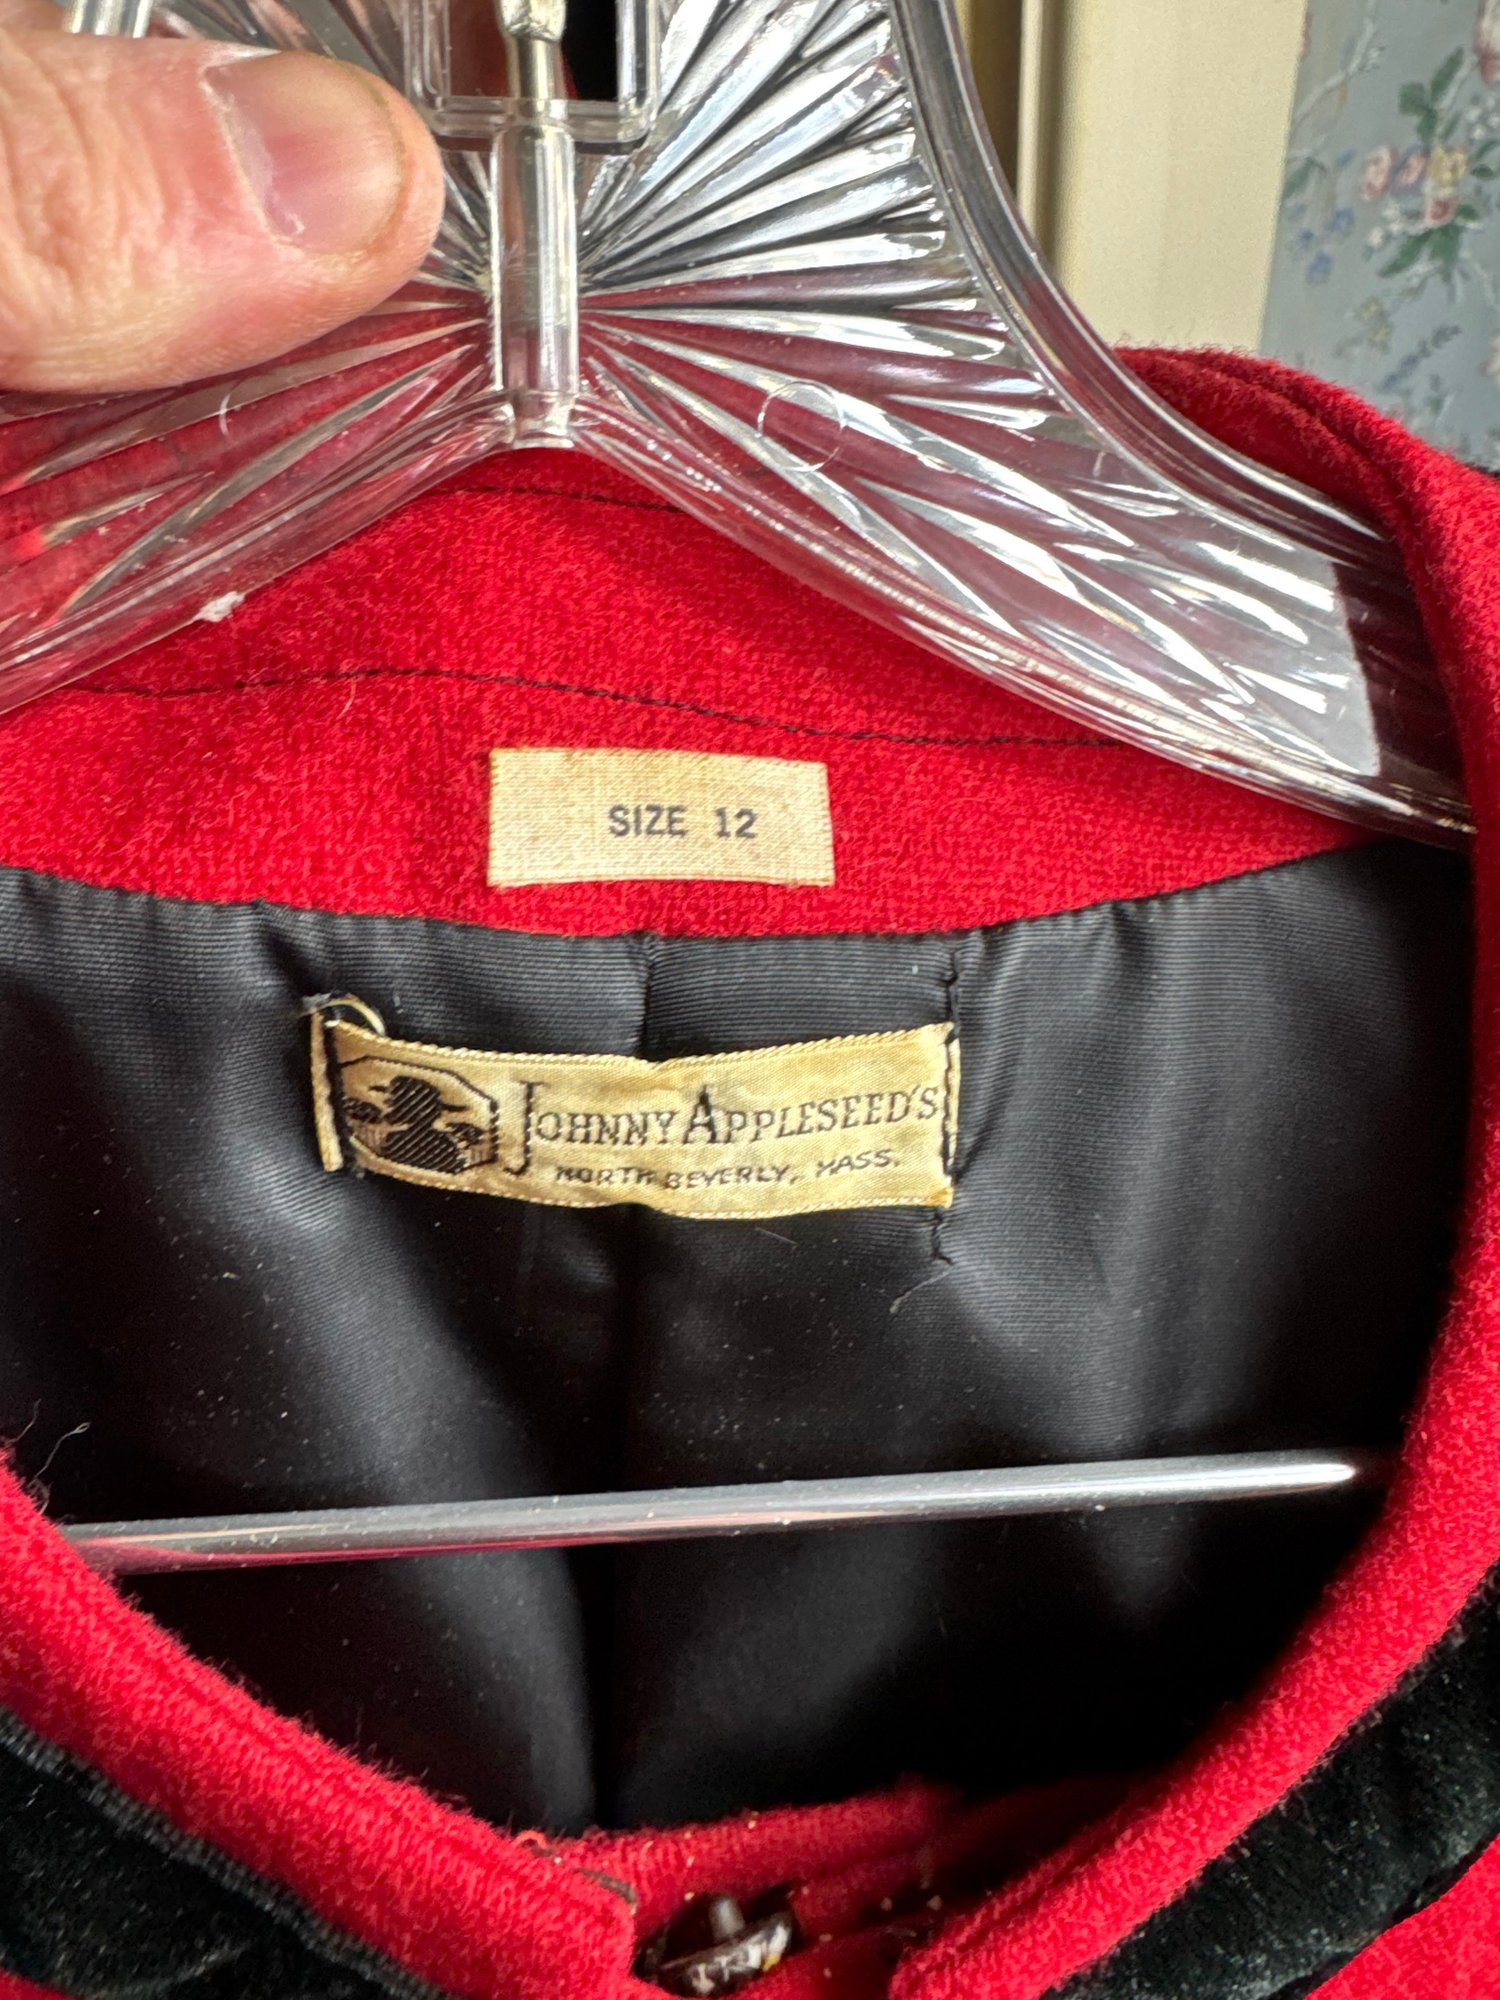 SIZE 12
JOHNNY APPLESEED'S
NORTH BEVERLY, MASS.